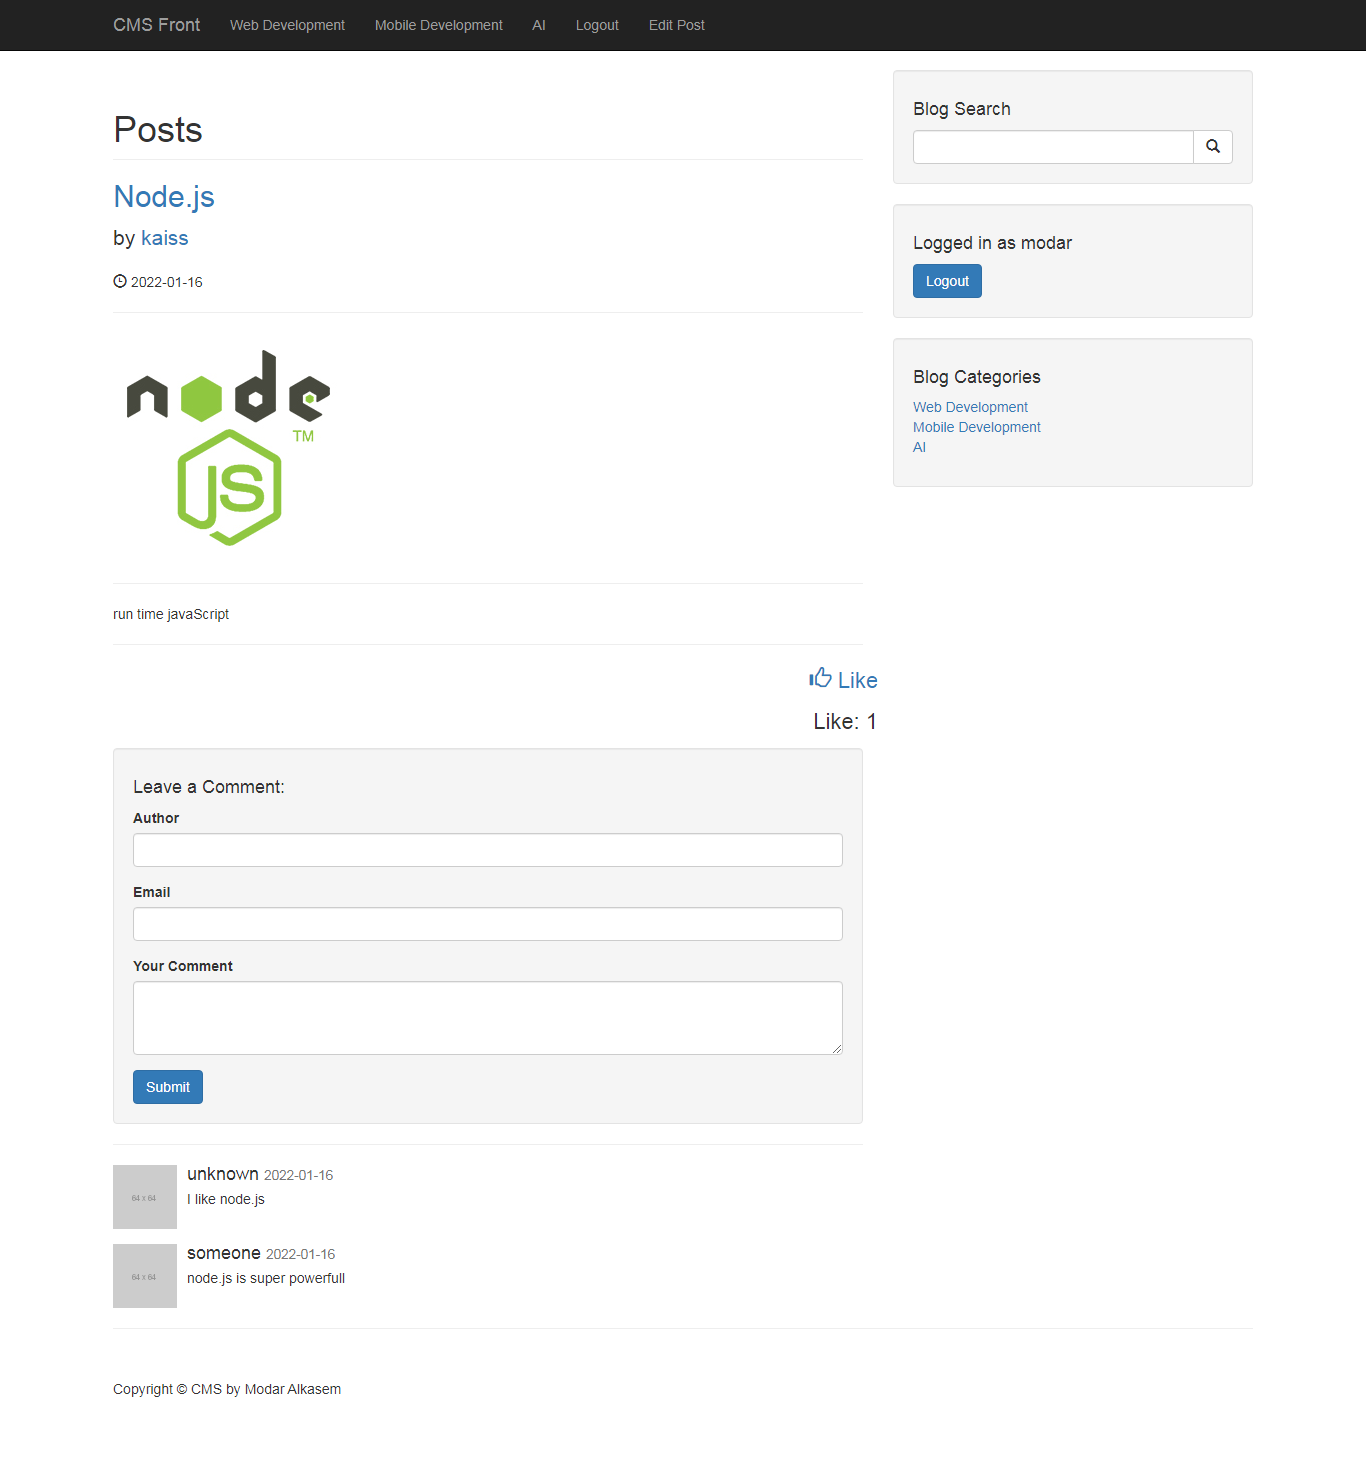 CMS Front Web Development Mobile Development AI Logout Edit Post
Posts
Node.js
by kaiss
2022-01-16
node
TM
JS
run time javaScript
Like
Like: 1
Leave a Comment:
Author
Email
Your Comment
Submit
64 x 64
unknown 2022-01-16
I like node.js
64 x 64
someone 2022-01-16
node.js is super powerfull
Blog Search
Logged in as modar
Logout
Blog Categories
Web Development
Mobile Development
AI
Copyright © CMS by Modar Alkasem